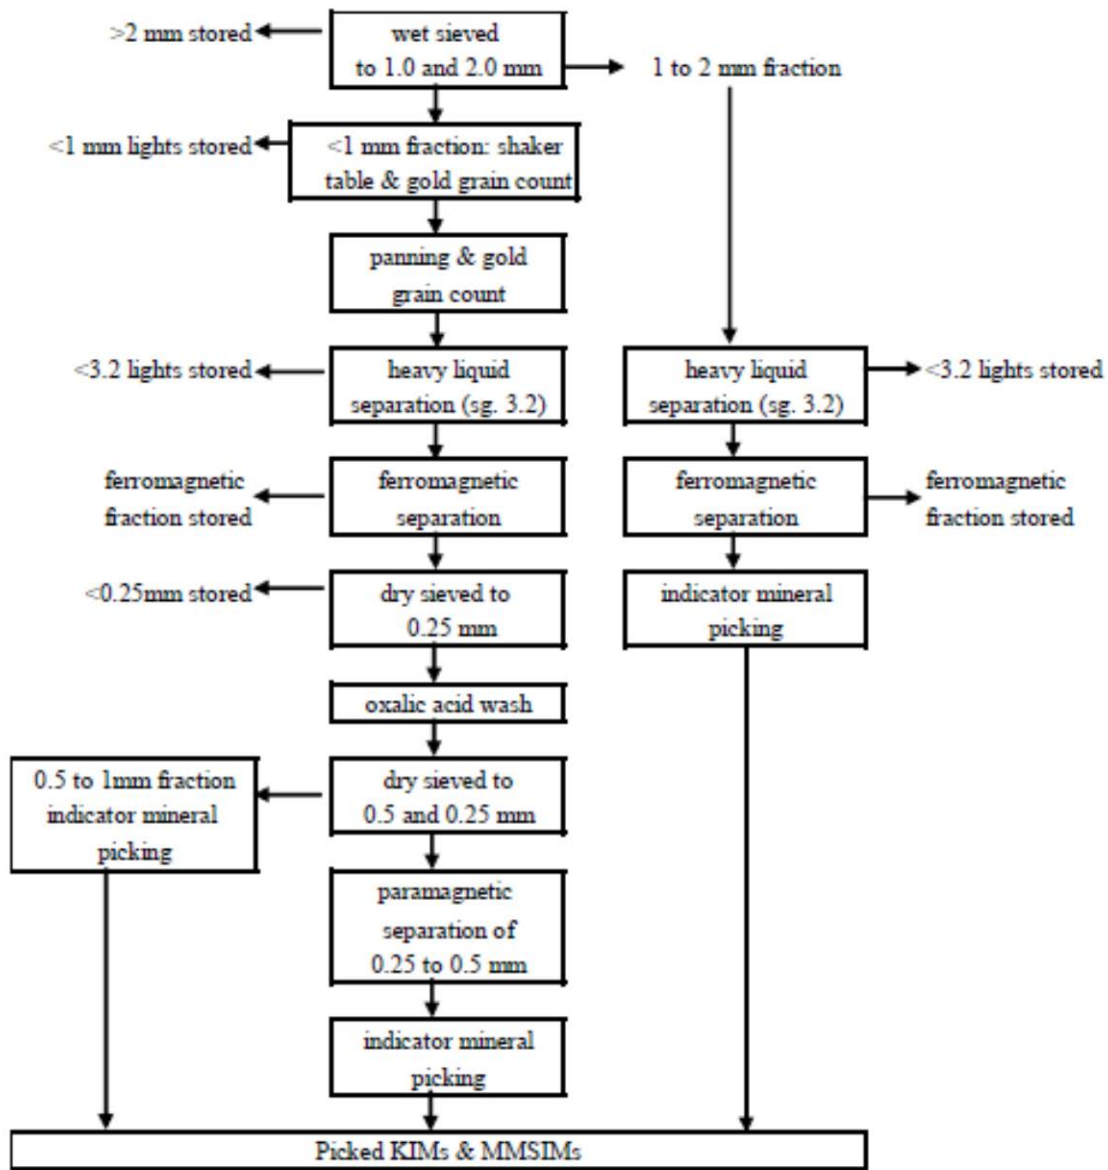 >2 mm stored
wet sieved
to 1.0 and 2.0 mm
1 to 2 mm fraction
<1 mm lights stored
<1 mm fraction: shaker
table & gold grain count
panning & gold
grain count
<3.2 lights stored
heavy liquid
separation (sg. 3.2)
heavy liquid
separation (sg. 3.2)
<3.2 lights stored
ferromagnetic
fraction stored
ferromagnetic
separation
ferromagnetic
separation
ferromagnetic
fraction stored
<0.25mm stored
dry sieved to
0.25 mm
indicator mineral
picking
oxalic acid wash
0.5 to 1mm fraction
indicator mineral
picking
dry sieved to
0.5 and 0.25 mm
paramagnetic
separation of
0.25 to 0.5 mm
indicator mineral
picking
Picked KIMs & MMSIMs